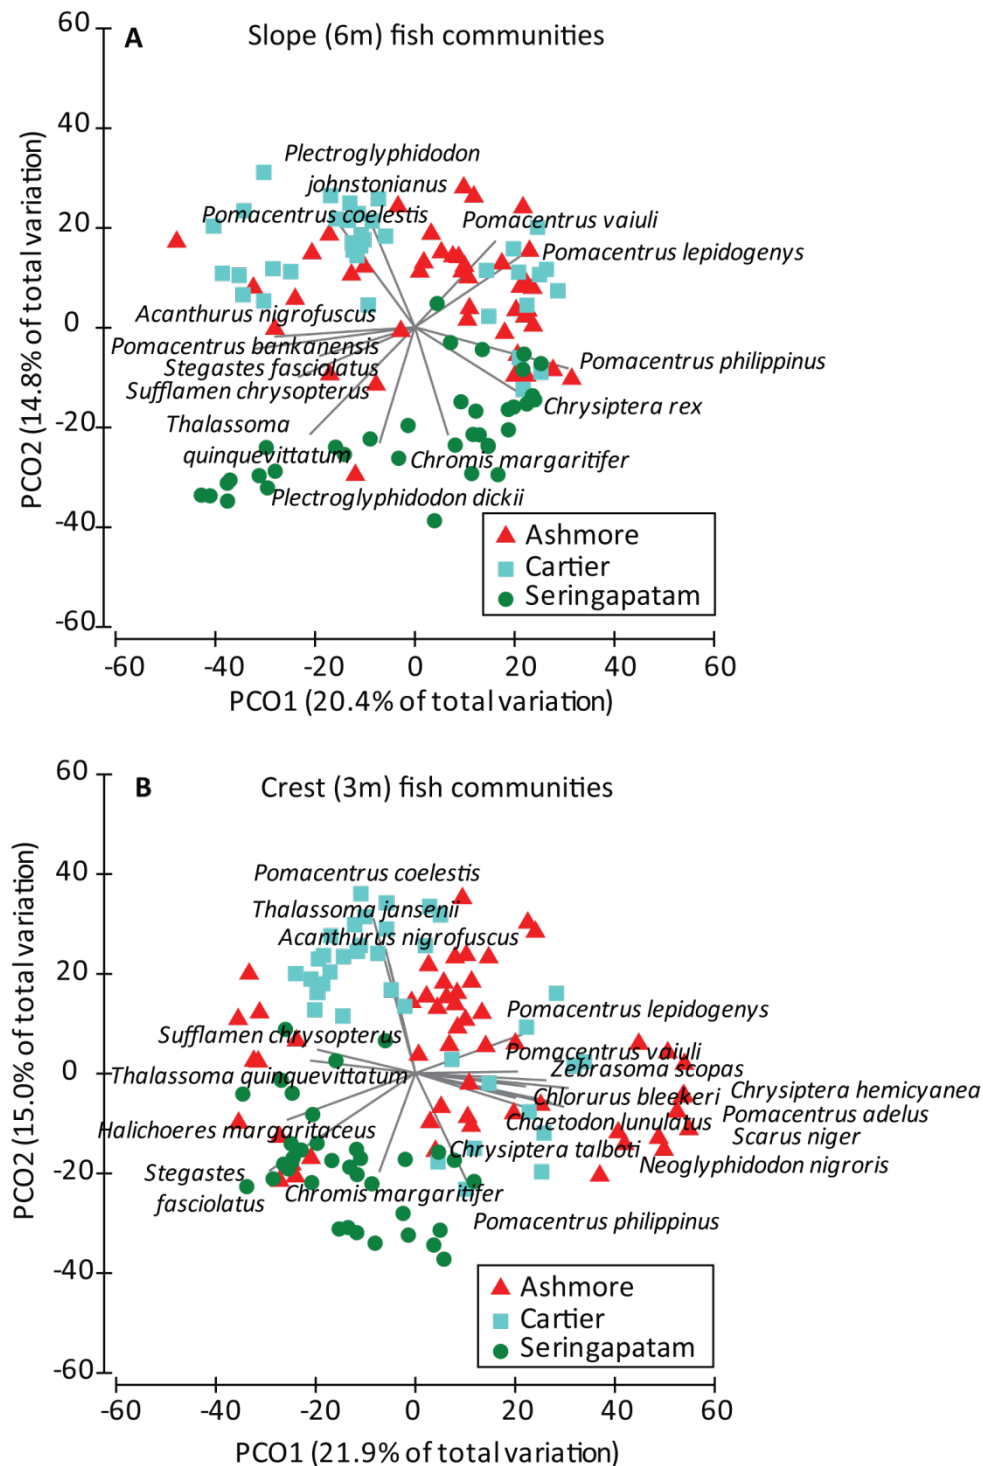 A Slope (6m) fish communities
60
40
20
0
-20
-40
-60
PCO2 (14.8% of total variation)
Plectroglyphidodon
johnstonianus
Pomacentrus coelestis
Pomacentrus vaiuli
Pomacentrus lepidogenys
Acanthurus nigrofuscus
Pomacentrus bankanensis
Stegastes fasciolatus
Sufflamen chrysopterus
Pomacentrus philippinus
Chrysiptera rex
Thalassoma
quinquevittatum
Chromis margaritifer
Plectroglyphidodon dickii
Ashmore
Cartier
Seringapatam
-60 -40 -20 0 20 40 60
PCO1 (20.4% of total variation)
B Crest (3m) fish communities
60
40
20
0
-20
-40
-60
PCO2 (15.0% of total variation)
Pomacentrus coelestis
Thalassoma jansenii
Acanthurus nigrofuscus
Pomacentrus lepidogenys
Sufflamen chrysopterus
Pomacentrus vaiuli
Zebrasoma scopas
Thalassoma quinquevittatum
Chlorurus bleekeri
Chrysiptera hemicyanea
Pomacentrus adelus
Chaetodon lunulatus
Scarus niger
Halichoeres margaritaceus
Chrysiptera talboti
Neoglyphidodon nigroris
Stegastes
fasciolatus
Chromis margaritifer
Pomacentrus philippinus
Ashmore
Cartier
Seringapatam
-60 -40 -20 0 20 40 60
PCO1 (21.9% of total variation)